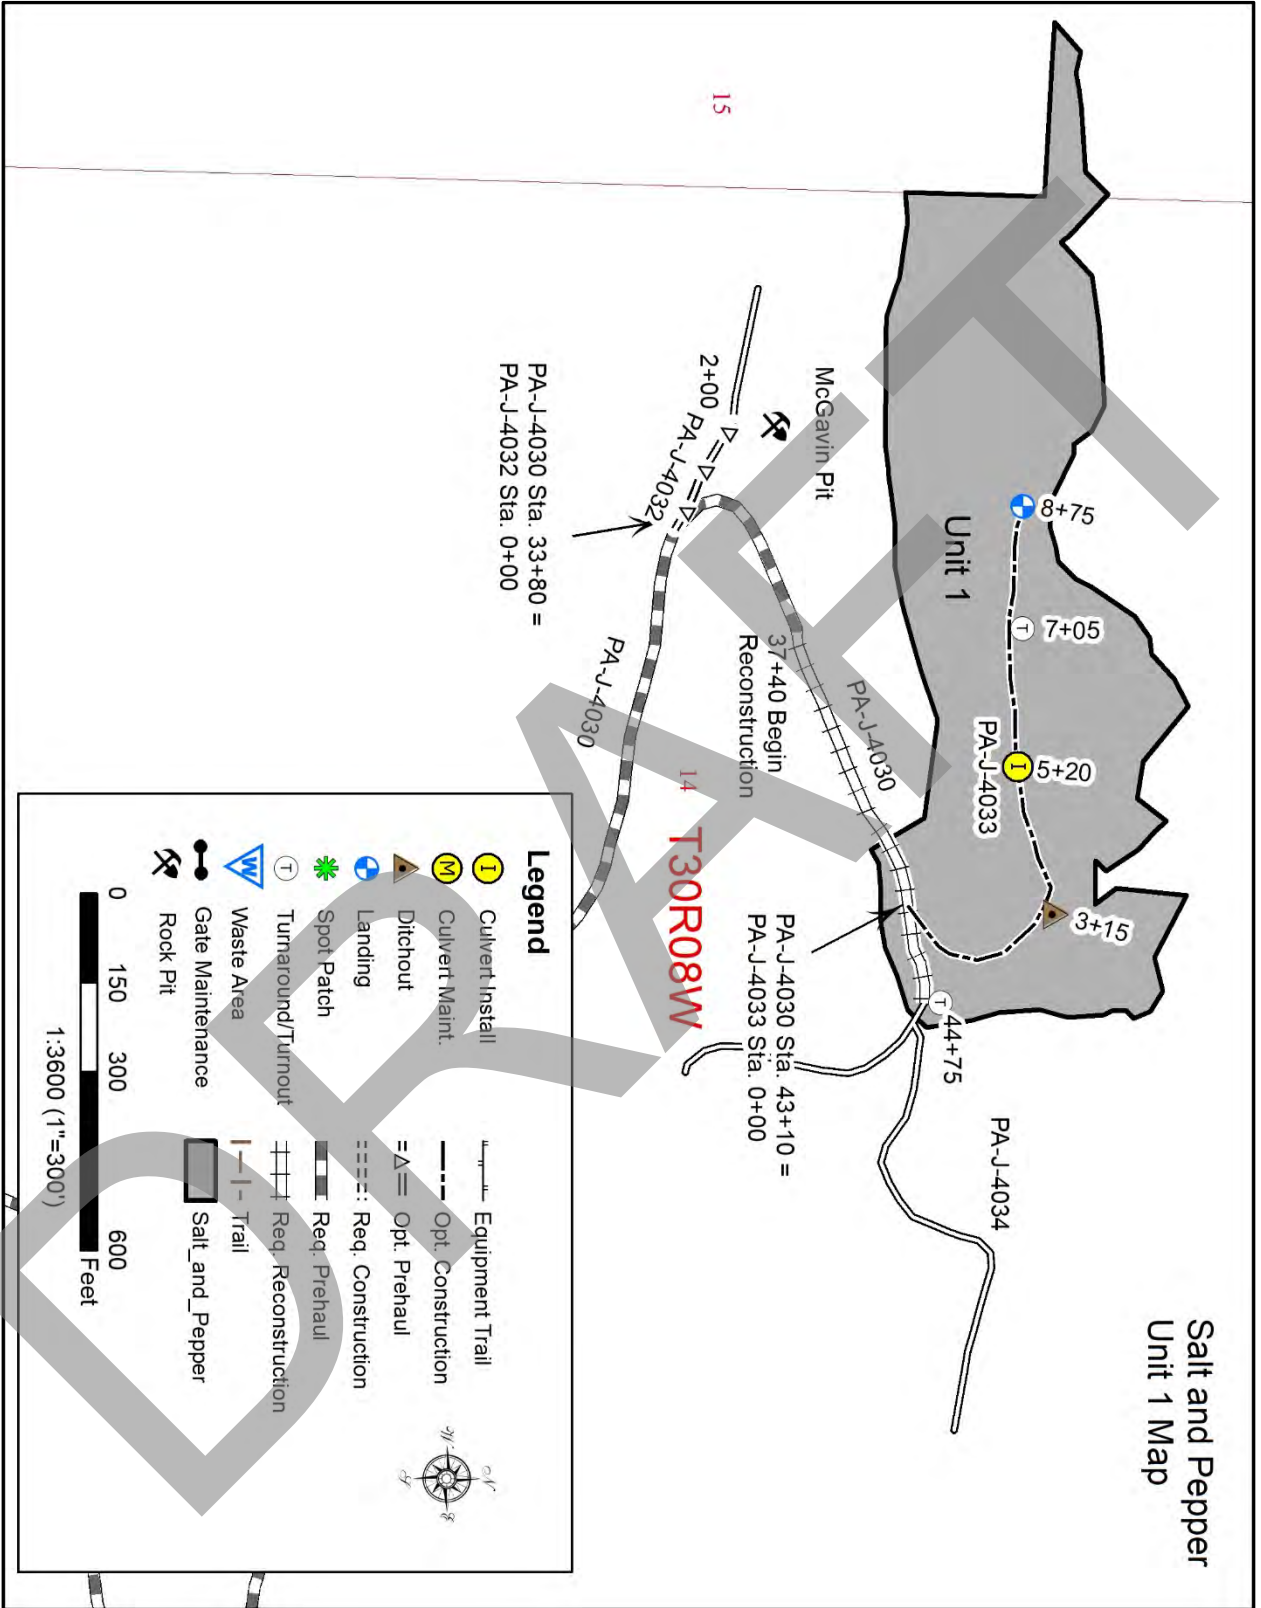 Salt and Pepper
Unit 1 Map
15
8+75
7+05
5+20
3+15
Unit 1
PA-J-4033
McGavin Pit
2+00
PA-J-4032
PA-J-4030 Sta. 33+80 =
PA-J-4032 Sta. 0+00
37+40 Begin
Reconstruction
PA-J-4030
PA-J-4030
14
T30R08W
44+75
PA-J-4030 Sta. 43+10 =
PA-J-4033 Sta. 0+00
PA-J-4034
Legend
I Culvert Install
M Culvert Maint.
Ditchout
Landing
Spot Patch
T Turnaround/Turnout
W Waste Area
Gate Maintenance
Rock Pit
Equipment Trail
Opt. Construction
Opt. Prehaul
Req. Construction
Req. Prehaul
Req. Reconstruction
Trail
Salt_and_Pepper
N
W
E
S
0 150 300 600
Feet
1:3600 (1"=300')
I
T
T
DRAFT